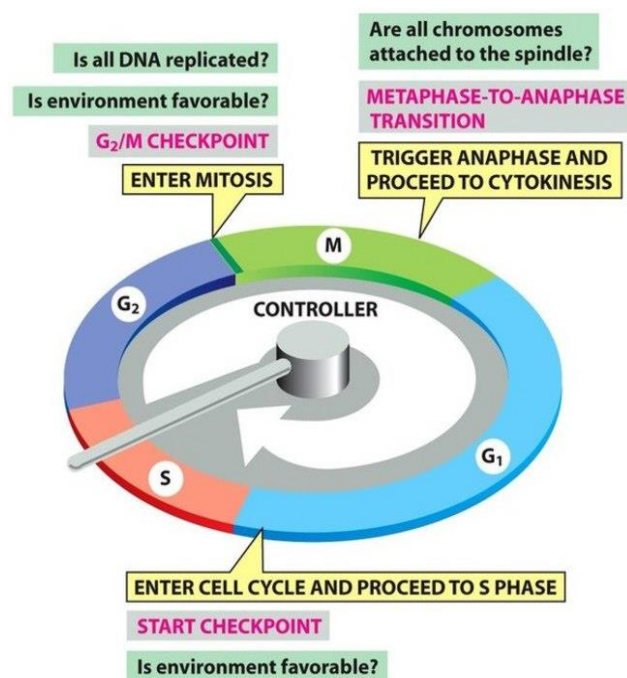 Is all DNA replicated?
Is environment favorable?
G₂/M CHECKPOINT
ENTER MITOSIS
Are all chromosomes
attached to the spindle?
METAPHASE-TO-ANAPHASE
TRANSITION
TRIGGER ANAPHASE AND
PROCEED TO CYTOKINESIS
M
G₂
CONTROLLER
S
G₁
ENTER CELL CYCLE AND PROCEED TO S PHASE
START CHECKPOINT
Is environment favorable?